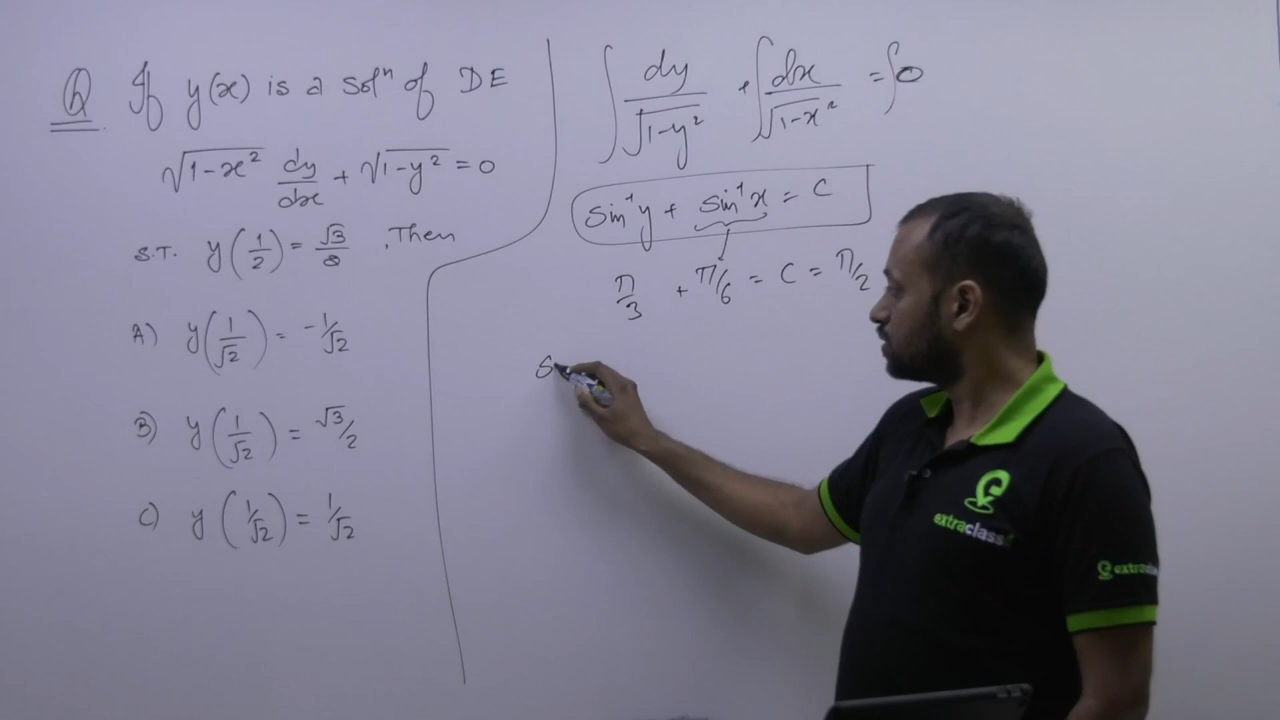 Q If y(x) is a solⁿ of DE
√1-x² dy/dx + √1-y² = 0
S.T. y(1/2) = √3/8 , Then
A) y(1/√2) = -1/√2
B) y(1/√2) = √3/2
C) y(1/√2) = 1/√2
∫ dy/√1-y² + ∫ dx/√1-x² = ∫0
sin⁻¹y + sin⁻¹x = C
π/3 + π/6 = C = π/2
S
extraclass
extracla